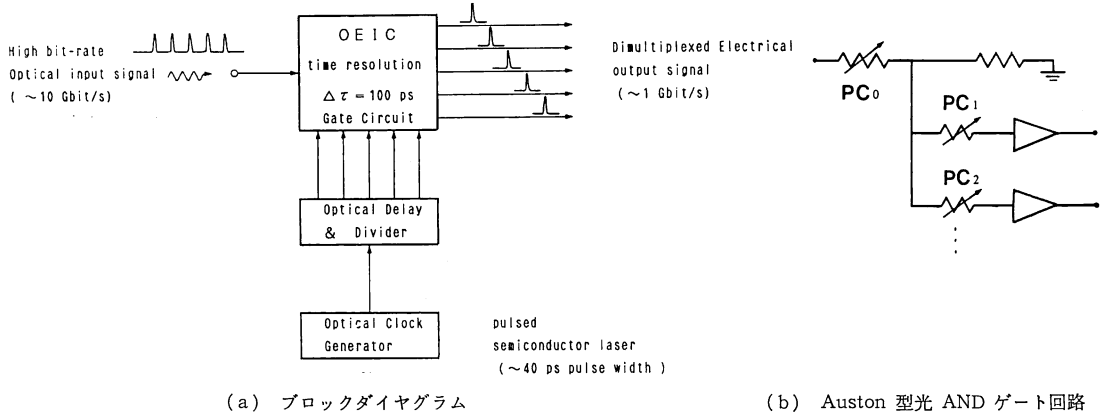 High bit-rate
Optical input signal
(~10 Gbit/s)
OEIC
time resolution
Δτ=100 ps
Gate Circuit
Dimultiplexed Electrical
output signal
(~1 Gbit/s)
Optical Delay
& Divider
Optical Clock
Generator
pulsed
semiconductor laser
(~40 ps pulse width)
(a) ブロックダイヤグラム
PC0
PC1
PC2
(b) Auston 型光 AND ゲート回路